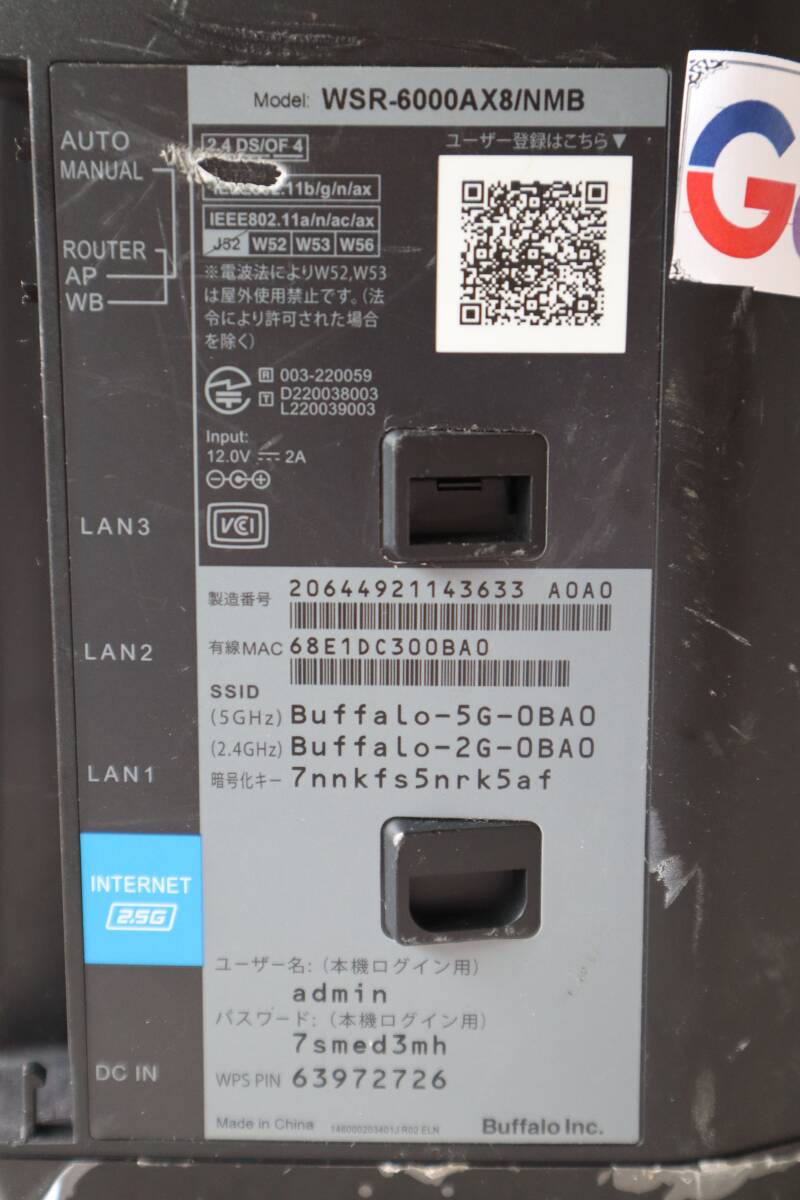 Model: WSR-6000AX8/NMB
AUTO
MANUAL
ROUTER
AP
WB
2.4 DS/OF 4
ユーザー登録はこちら▼
IEEE802.11b/g/n/ax
IEEE802.11a/n/ac/ax
J52 W52 W53 W56
※電波法によりW52,W53
は屋外使用禁止です。(法
令により許可された場合
を除く)
R 003-220059
T D220038003
L220039003
Input:
12.0V 2A
VCCI
LAN3
製造番号 20644921143633 A0A0
有線MAC 68E1DC300BA0
SSID
LAN2
(5GHz) Buffalo-5G-0BA0
(2.4GHz) Buffalo-2G-0BA0
暗号化キー 7nnkfs5nrk5af
LAN1
INTERNET
2.5G
ユーザー名:(本機ログイン用)
admin
パスワード:(本機ログイン用)
7smed3mh
DC IN
WPS PIN 63972726
Made in China 146000203401J R02 ELN Buffalo Inc.